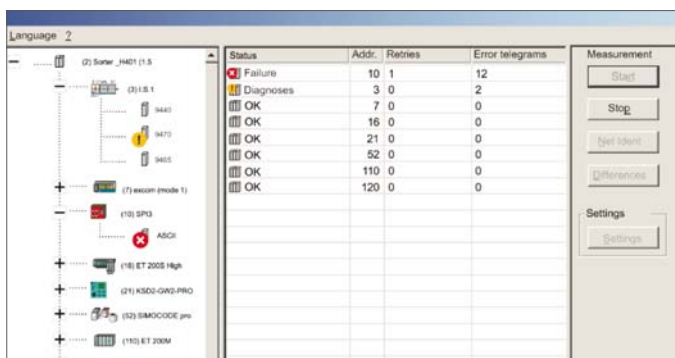 Language ?
(2) Sorter _H401 (1.5
(3) I.S.1
9440
9470
9465
(7) excom (mode 1)
(10) SPI3
ASCII
(16) ET 200S High
(21) KSD2-GW2-PRO
(52) SIMOCODE pro
(110) ET 200M
Status Addr. Retries Error telegrams
Failure 10 1 12
Diagnoses 3 0 2
OK 7 0 0
OK 16 0 0
OK 21 0 0
OK 52 0 0
OK 110 0 0
OK 120 0 0
Measurement
Start
Stop
Net Ident
Differences
Settings
Settings